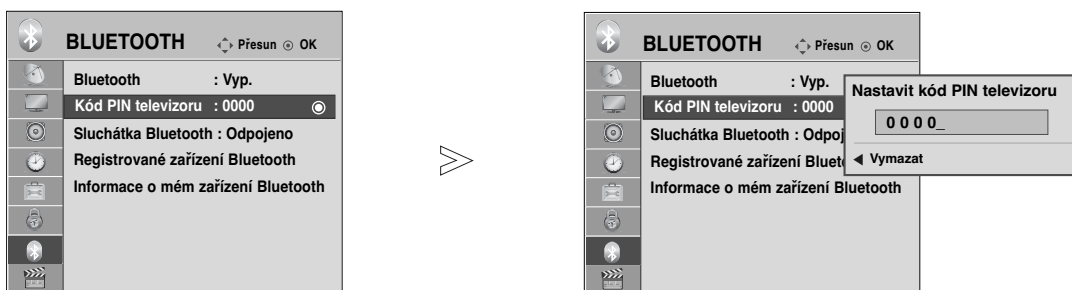 BLUETOOTH Přesun OK
Bluetooth : Vyp.
Kód PIN televizoru : 0000
Sluchátka Bluetooth : Odpojeno
Registrované zařízení Bluetooth
Informace o mém zařízení Bluetooth
BLUETOOTH Přesun OK
Bluetooth : Vyp.
Kód PIN televizoru : 0000
Sluchátka Bluetooth : Odpoj
Registrované zařízení Bluet
Informace o mém zařízení Bluetooth
Nastavit kód PIN televizoru
0 0 0 0_
Vymazat